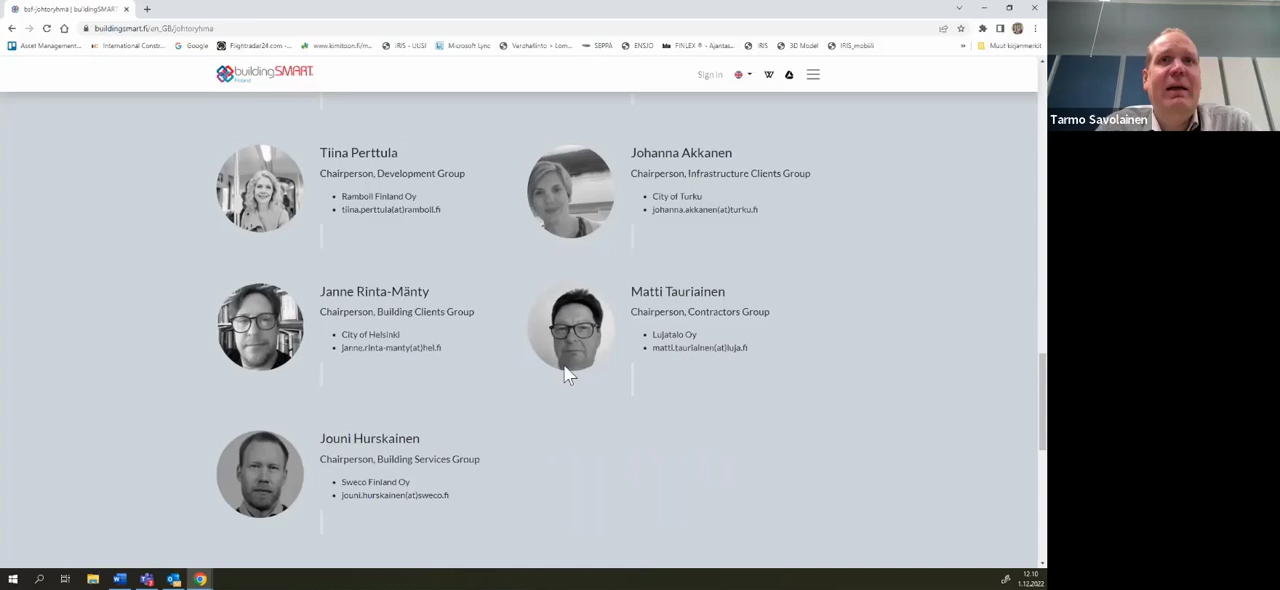 bsf-johtoryhmä | buildingSMART
buildingsmart.fi/en_GB/johtoryhma
Asset Management... International Constr... Google Flightradar24.com -... www.kimitoon.fi/m... IRIS - UUSI Microsoft Lync Verohallinto > Lom... SEPPA ENSJO FINLEX ® - Ajantas... IRIS 3D Model IRIS_mobiili » Muut kirjanmerkit
buildingSMART
Finland
Sign in
Tiina Perttula
Chairperson, Development Group
Ramboll Finland Oy
tiina.perttula(at)ramboll.fi
Johanna Akkanen
Chairperson, Infrastructure Clients Group
City of Turku
johanna.akkanen(at)turku.fi
Janne Rinta-Mänty
Chairperson, Building Clients Group
City of Helsinki
janne.rinta-manty(at)hel.fi
Matti Tauriainen
Chairperson, Contractors Group
Lujatalo Oy
matti.tauriainen(at)luja.fi
Jouni Hurskainen
Chairperson, Building Services Group
Sweco Finland Oy
jouni.hurskainen(at)sweco.fi
Tarmo Savolainen
12.10
1.12.2022